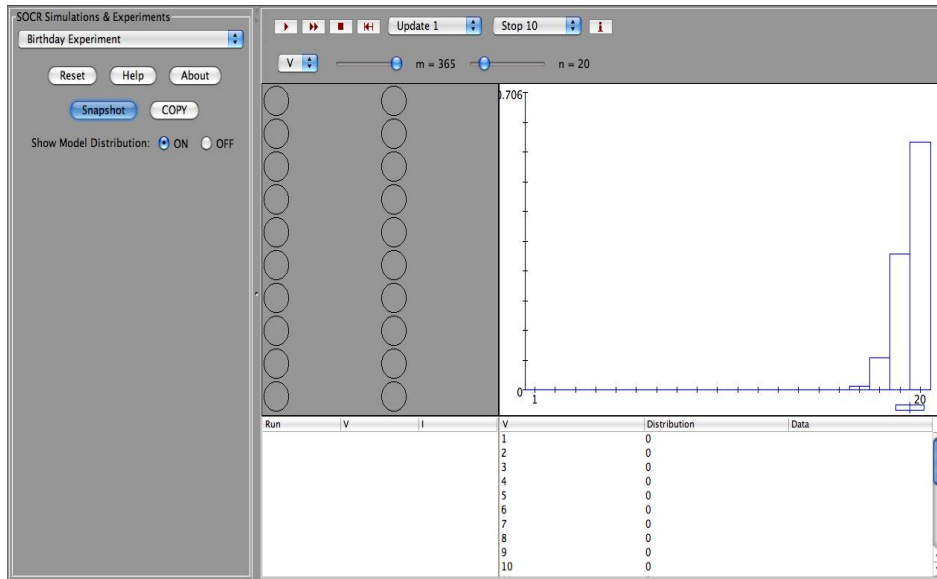 SOCR Simulations & Experiments
Birthday Experiment
Reset Help About
Snapshot COPY
Show Model Distribution: ON OFF
Update 1 Stop 10 i
V m = 365 n = 20
0.706
0
1 20
Run V I
V Distribution Data
1 0
2 0
3 0
4 0
5 0
6 0
7 0
8 0
9 0
10 0